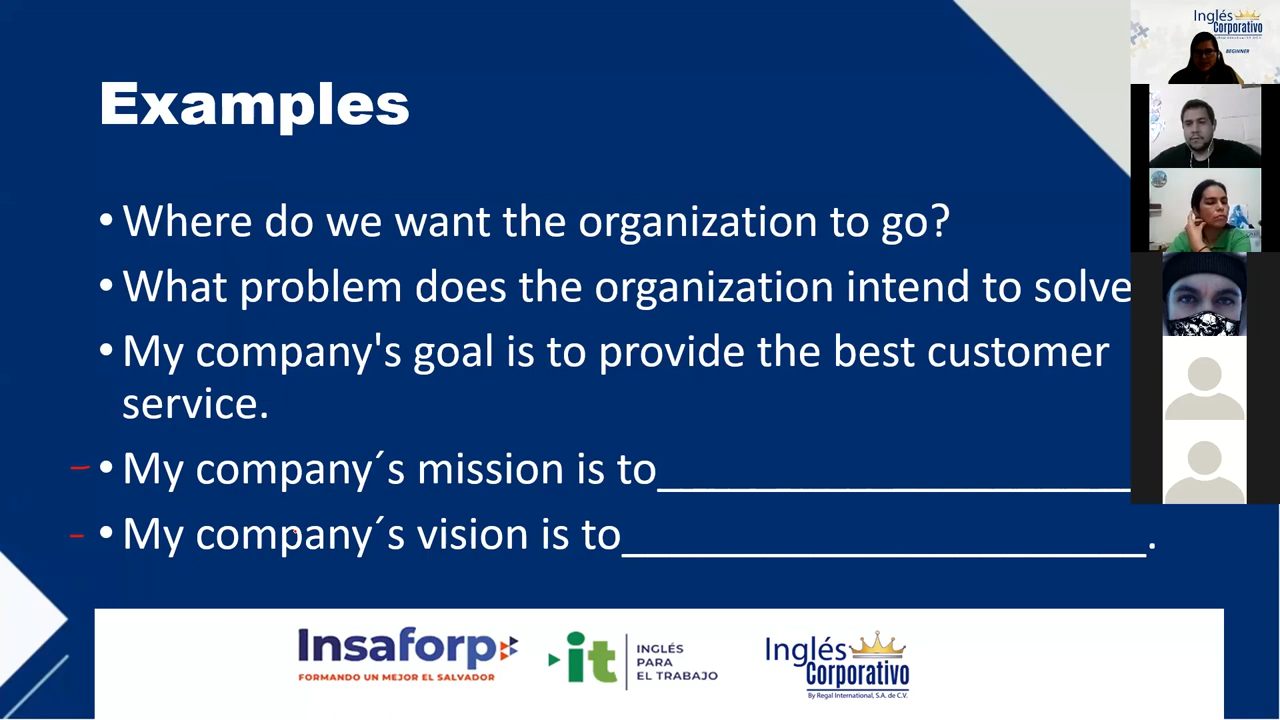 Examples
• Where do we want the organization to go?
• What problem does the organization intend to solve
• My company's goal is to provide the best customer
service.
• My company´s mission is to____________________
• My company´s vision is to______________________.
Insaforp
FORMANDO UN MEJOR EL SALVADOR
it
INGLÉS
PARA
EL TRABAJO
Inglés
Corporativo
By Regal International, S.A. de C.V.
Inglés
Corporativo
BEGINNER